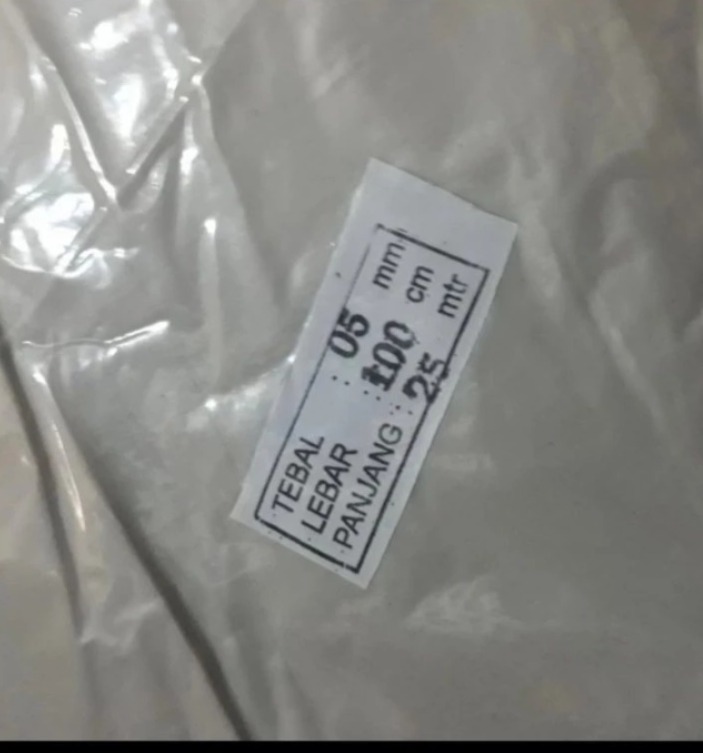 TEBAL : 05 mm
LEBAR : 100 cm
PANJANG : 25 mtr